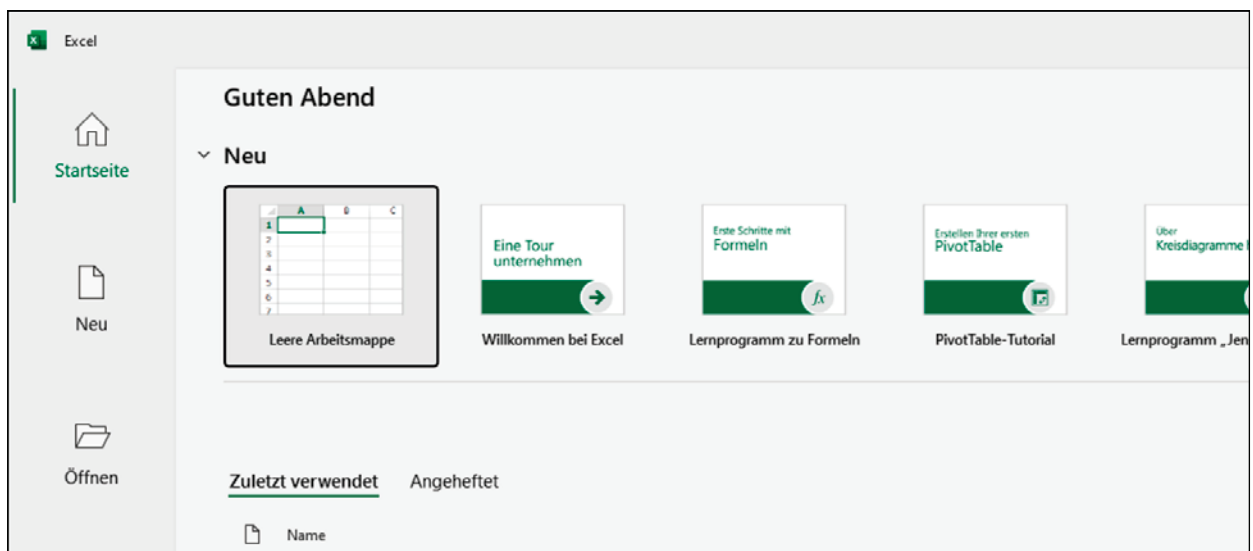 Excel
Guten Abend
Startseite
Neu
A B C
1
2
3
4
5
6
7
Eine Tour
unternehmen
Erste Schritte mit
Formeln
fx
Erstellen Ihrer ersten
PivotTable
Über
Kreisdiagramme
Leere Arbeitsmappe
Willkommen bei Excel
Lernprogramm zu Formeln
PivotTable-Tutorial
Lernprogramm „Jen
Neu
Öffnen
Zuletzt verwendet Angeheftet
Name